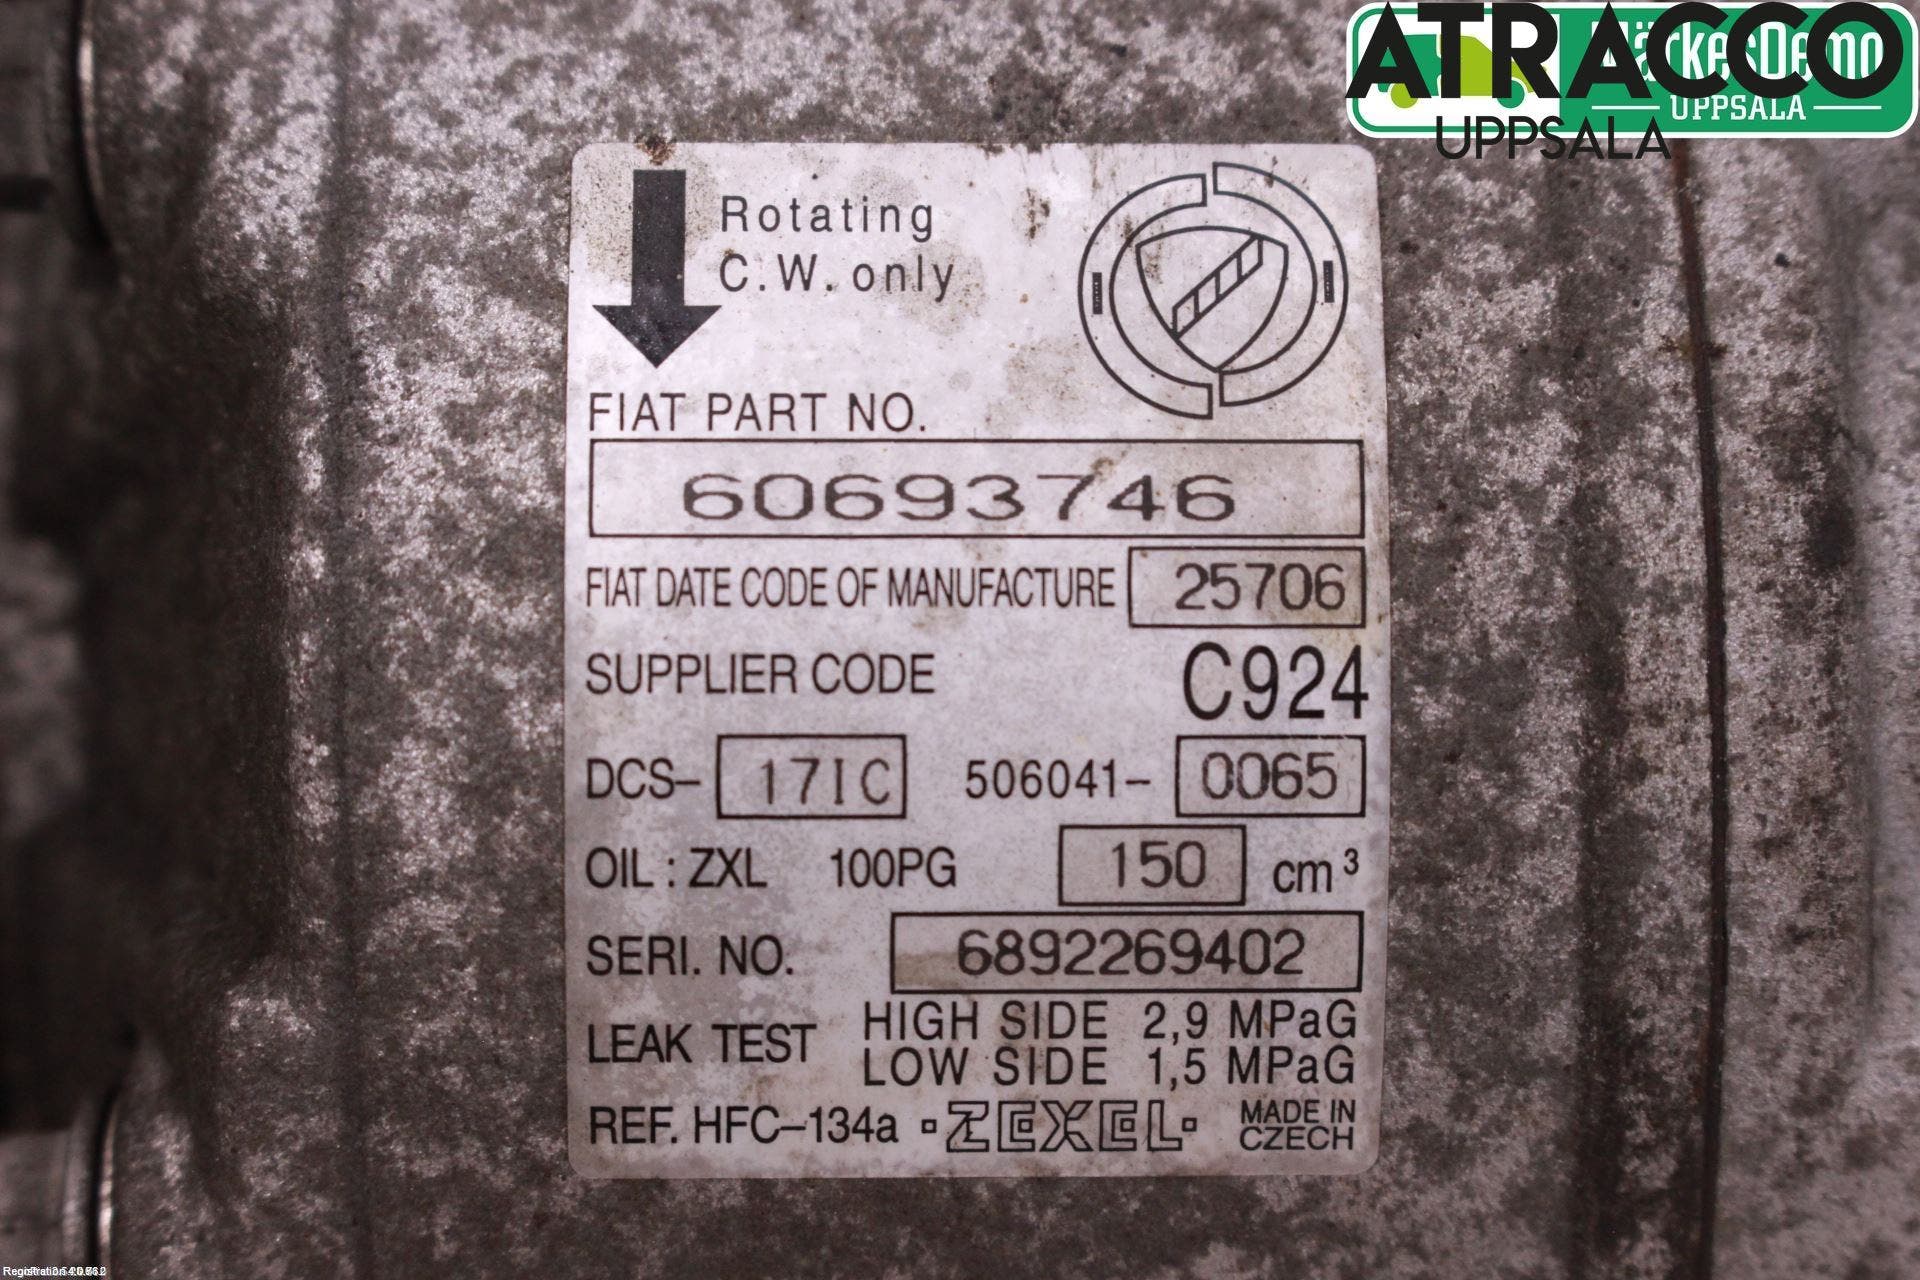 ATRACCO
UPPSALA
UPPSALA
Rotating
C.W. only
FIAT PART NO.
60693746
FIAT DATE CODE OF MANUFACTURE 25706
SUPPLIER CODE C924
DCS- 17IC 506041- 0065
OIL : ZXL 100PG 150 cm³
SERI. NO. 6892269402
LEAK TEST HIGH SIDE 2,9 MPaG
LOW SIDE 1,5 MPaG
REF. HFC-134a ZEXEL MADE IN
CZECH